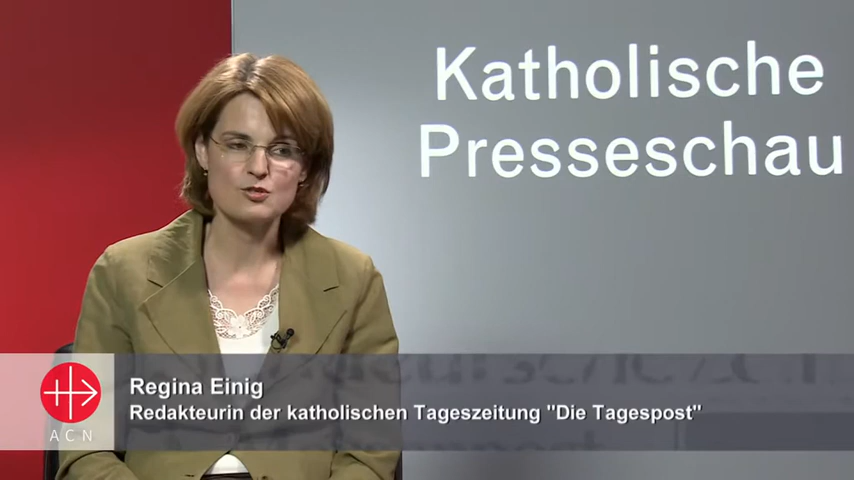 Katholische
Presseschau
Regina Einig
Redakteurin der katholischen Tageszeitung "Die Tagespost"
ACN